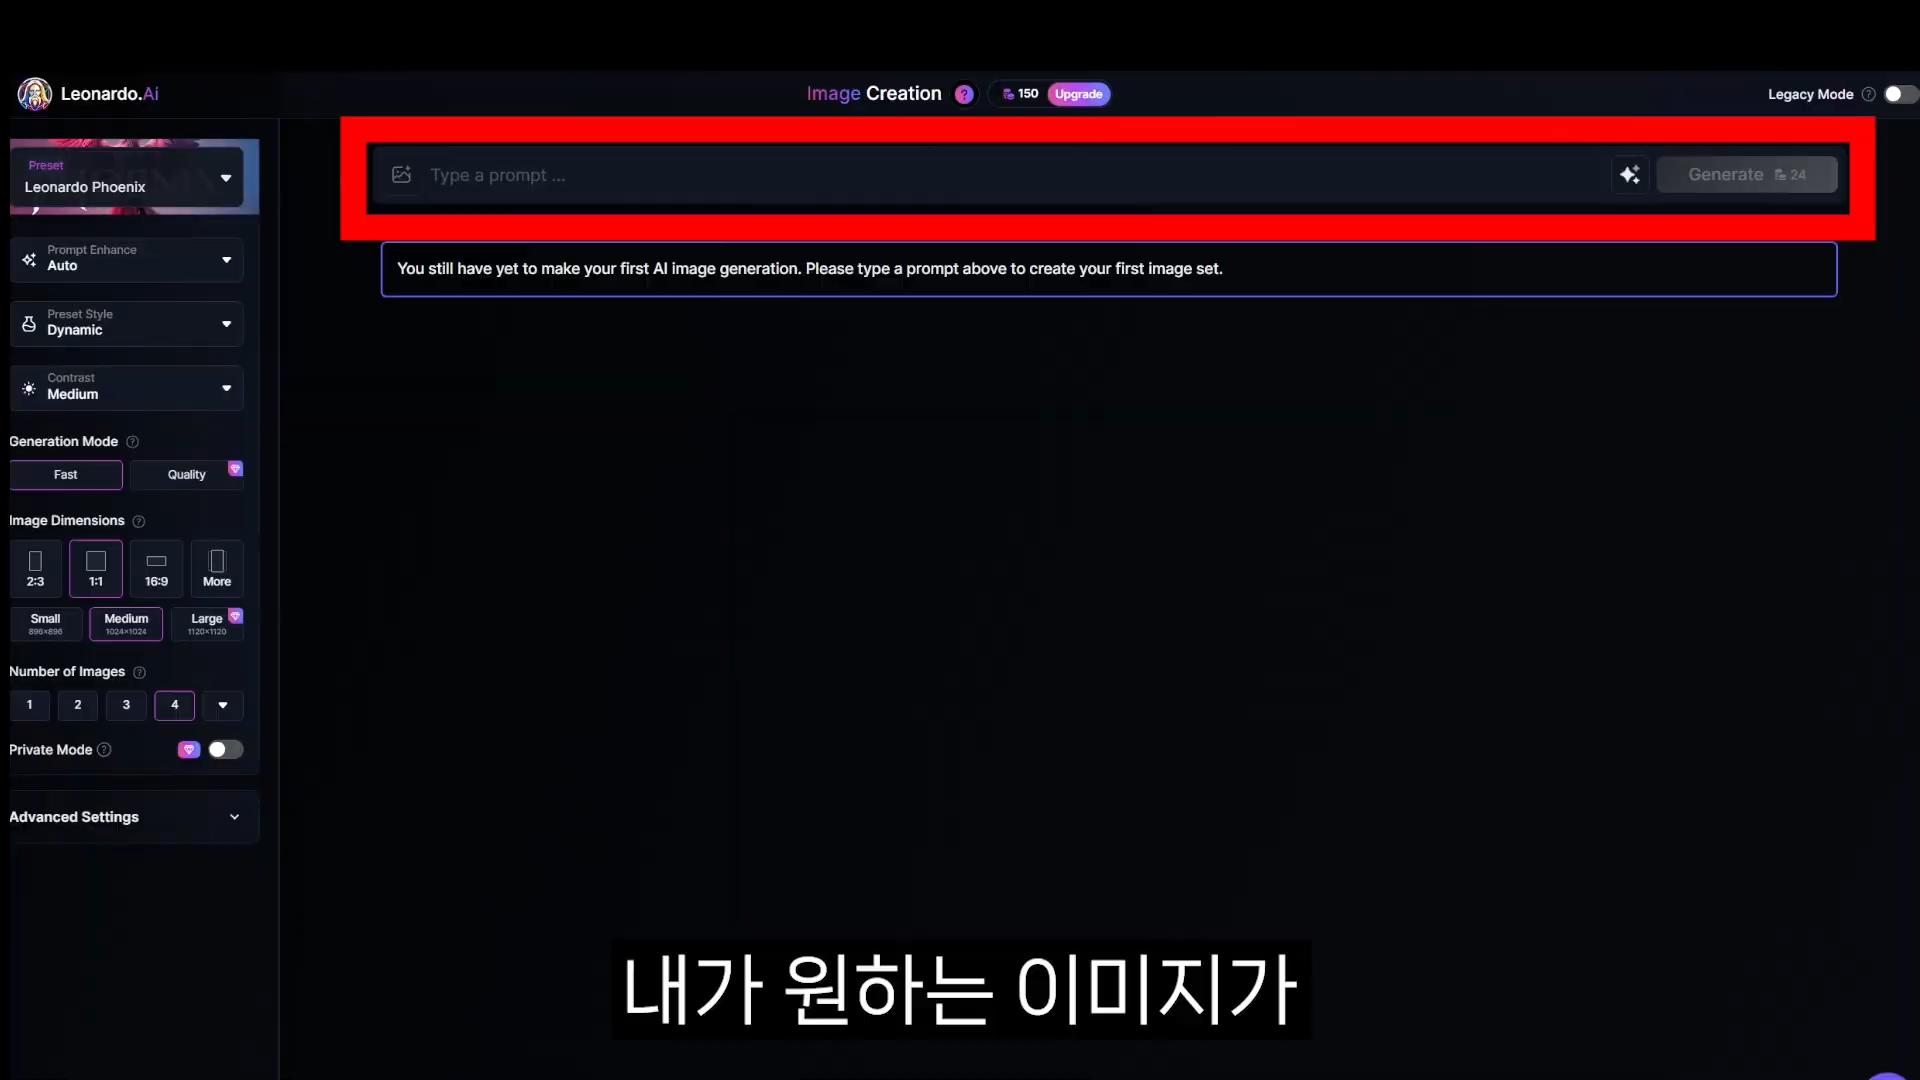 Leonardo.Ai
Image Creation ? 150 Upgrade
Legacy Mode ?
Preset
Leonardo Phoenix
Type a prompt ...
Generate 24
Prompt Enhance
Auto
You still have yet to make your first AI image generation. Please type a prompt above to create your first image set.
Preset Style
Dynamic
Contrast
Medium
Generation Mode ?
Fast Quality
Image Dimensions ?
2:3 1:1 16:9 More
Small Medium Large
896×896 1024×1024 1120×1120
Number of Images ?
1 2 3 4
Private Mode ?
Advanced Settings
내가 원하는 이미지가